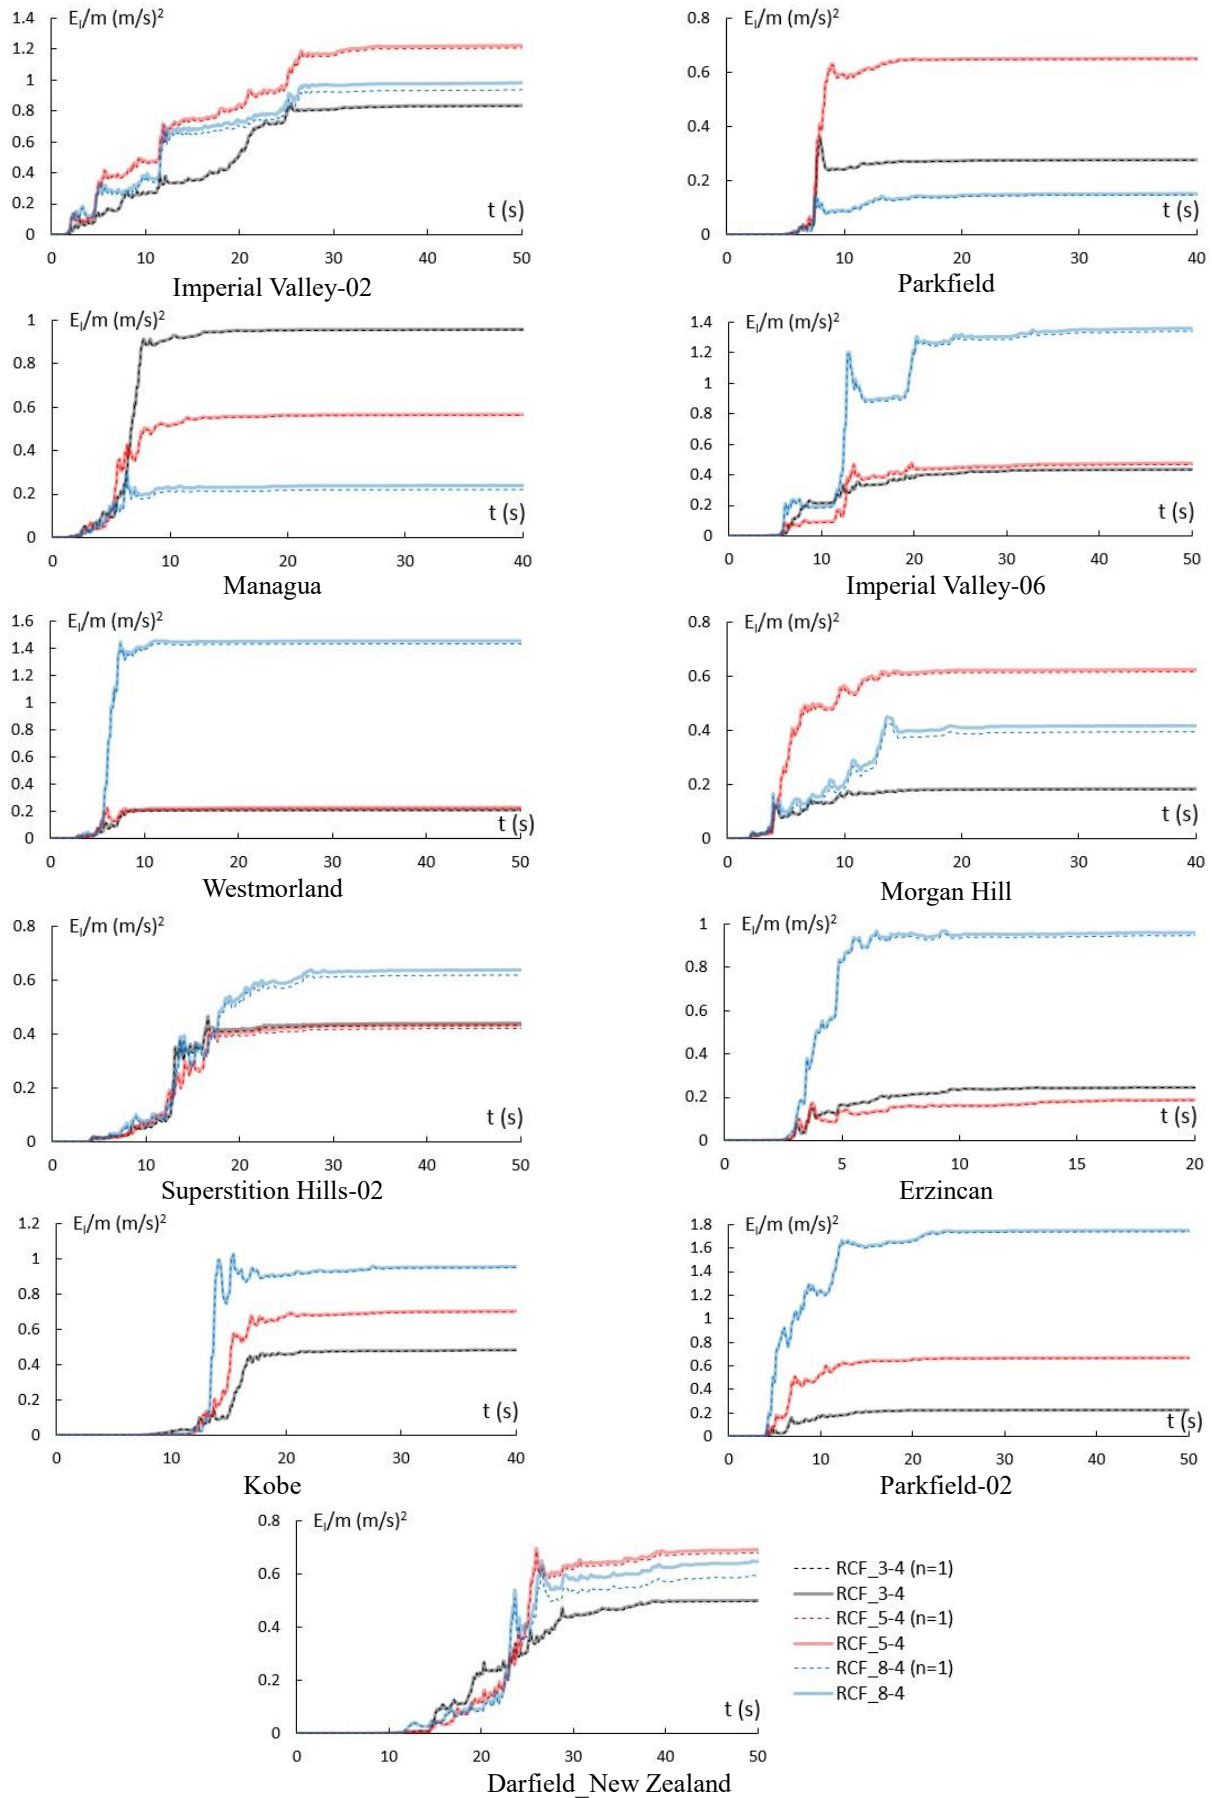 E_I/m (m/s)²
1.4
1.2
1
0.8
0.6
0.4
0.2
0
t (s)
0 10 20 30 40 50
Imperial Valley-02
E_I/m (m/s)²
0.8
0.6
0.4
0.2
0
t (s)
0 10 20 30 40
Parkfield
E_I/m (m/s)²
1
0.8
0.6
0.4
0.2
0
t (s)
0 10 20 30 40
Managua
E_I/m (m/s)²
1.4
1.2
1
0.8
0.6
0.4
0.2
0
t (s)
0 10 20 30 40 50
Imperial Valley-06
E_I/m (m/s)²
1.6
1.4
1.2
1
0.8
0.6
0.4
0.2
0
t (s)
0 10 20 30 40 50
Westmorland
E_I/m (m/s)²
0.8
0.6
0.4
0.2
0
t (s)
0 10 20 30 40
Morgan Hill
E_I/m (m/s)²
0.8
0.6
0.4
0.2
0
t (s)
0 10 20 30 40 50
Superstition Hills-02
E_I/m (m/s)²
1
0.8
0.6
0.4
0.2
0
t (s)
0 5 10 15 20
Erzincan
E_I/m (m/s)²
1.2
1
0.8
0.6
0.4
0.2
0
t (s)
0 10 20 30 40
Kobe
E_I/m (m/s)²
1.8
1.6
1.4
1.2
1
0.8
0.6
0.4
0.2
0
t (s)
0 10 20 30 40 50
Parkfield-02
E_I/m (m/s)²
0.8
0.6
0.4
0.2
0
t (s)
0 10 20 30 40 50
Darfield_New Zealand
RCF_3-4 (n=1)
RCF_3-4
RCF_5-4 (n=1)
RCF_5-4
RCF_8-4 (n=1)
RCF_8-4